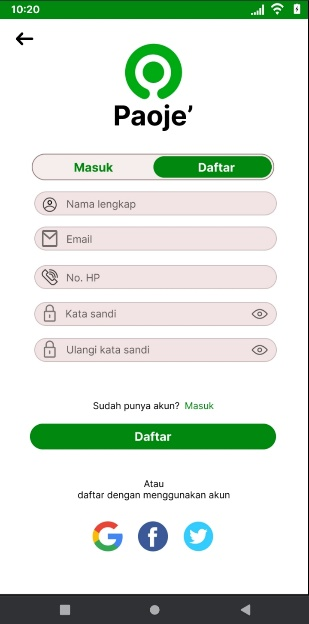 10:20
Paoje’
Masuk Daftar
Nama lengkap
Email
No. HP
Kata sandi
Ulangi kata sandi
Sudah punya akun? Masuk
Daftar
Atau
daftar dengan menggunakan akun